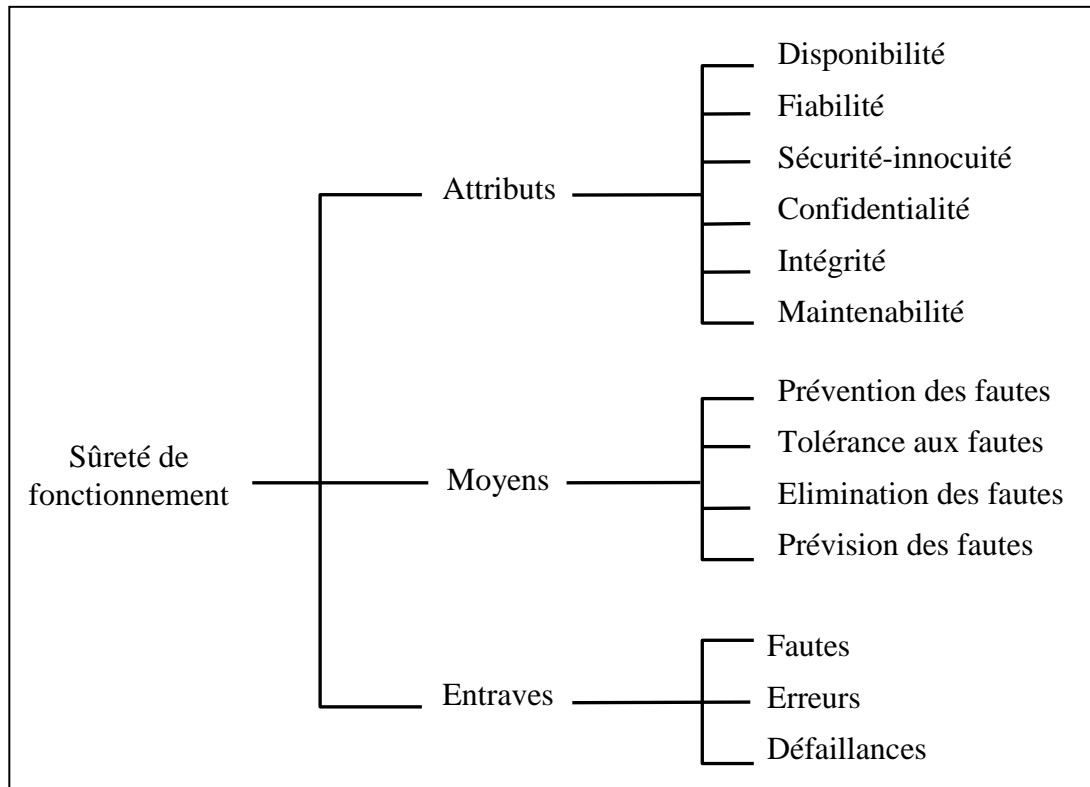 Sûreté de
fonctionnement
Attributs
Disponibilité
Fiabilité
Sécurité-innocuité
Confidentialité
Intégrité
Maintenabilité
Moyens
Prévention des fautes
Tolérance aux fautes
Elimination des fautes
Prévision des fautes
Entraves
Fautes
Erreurs
Défaillances